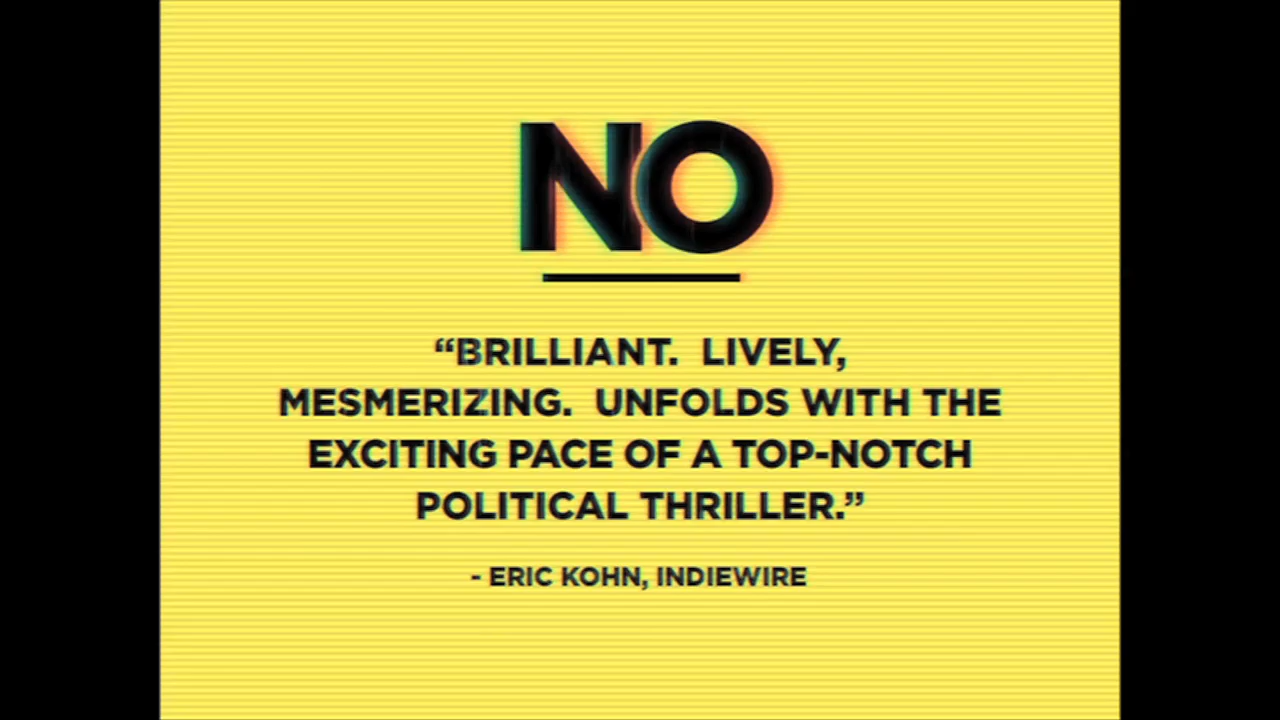 NO
“BRILLIANT.  LIVELY,
MESMERIZING.  UNFOLDS WITH THE
EXCITING PACE OF A TOP-NOTCH
POLITICAL THRILLER.”
- ERIC KOHN, INDIEWIRE